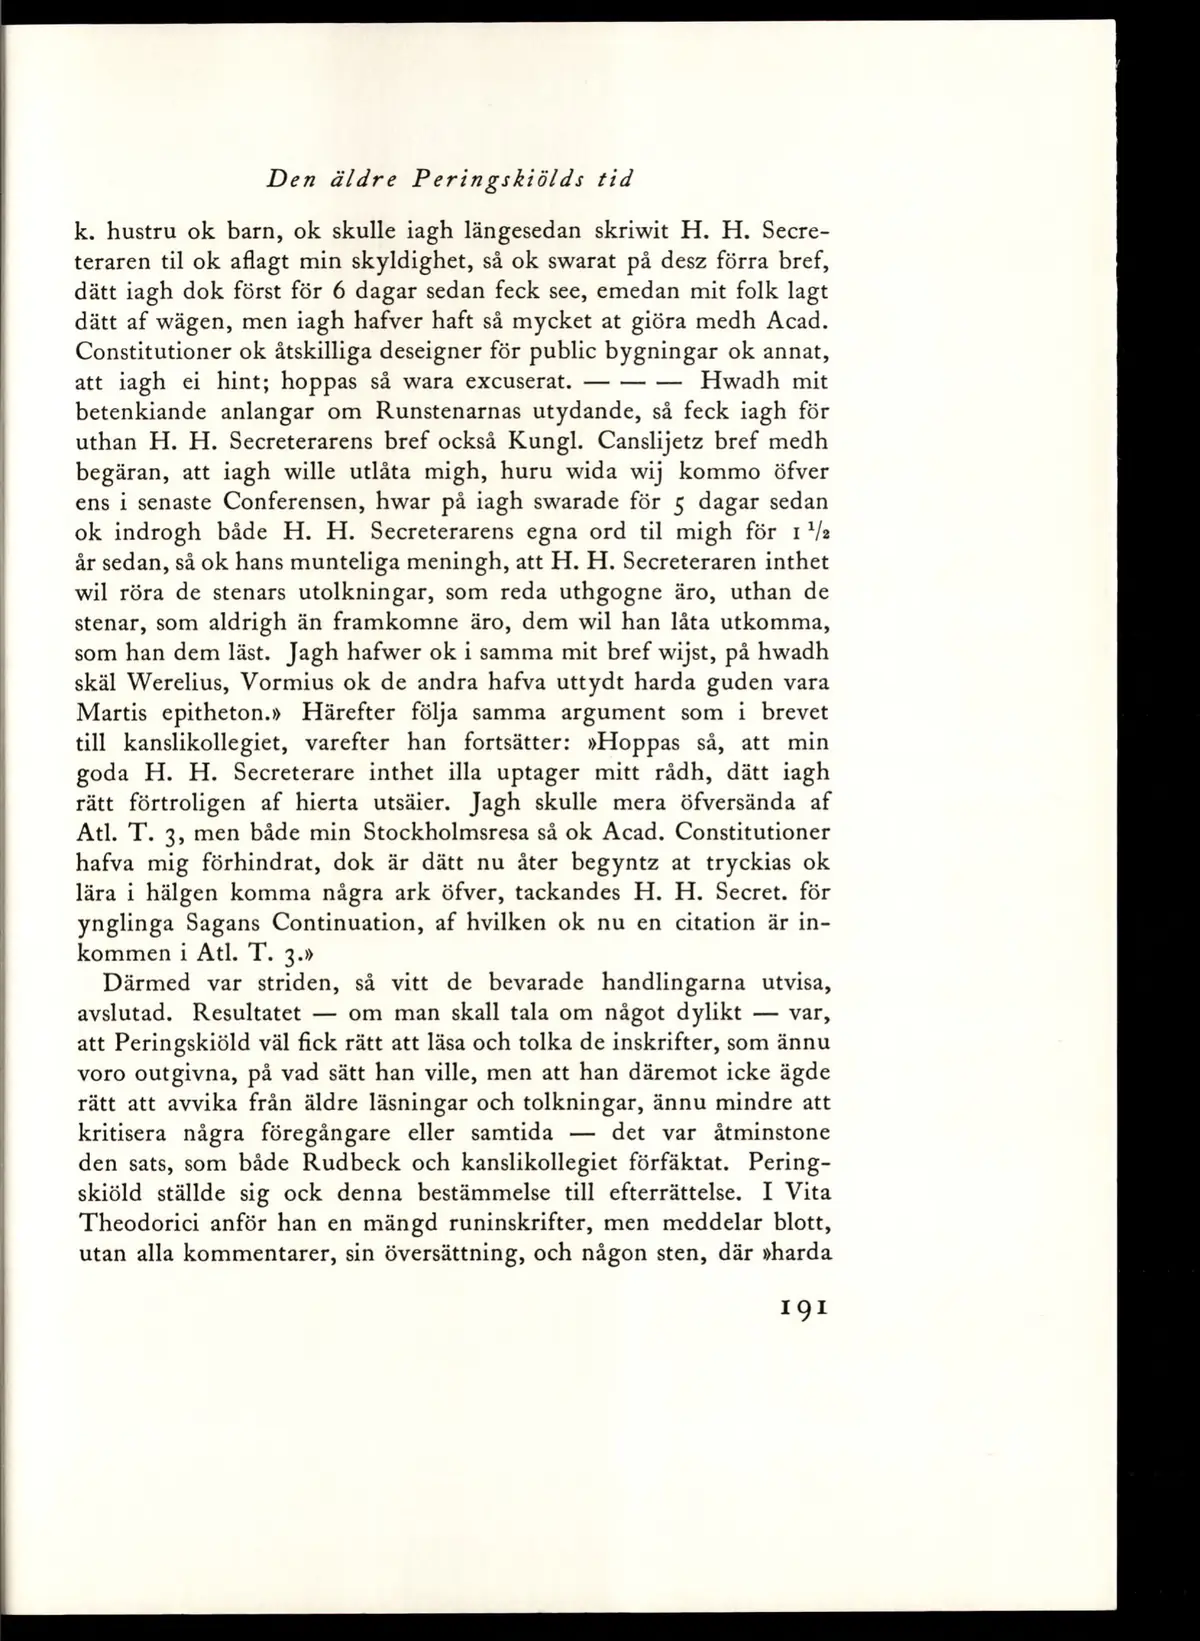 Den äldre Peringskiölds tid
k. hustru ok barn, ok skulle iagh längesedan skriwit H. H. Secre-
teraren til ok aflagt min skyldighet, så ok swarat på desz förra bref,
dätt iagh dok först för 6 dagar sedan feck see, emedan mit folk lagt
dätt af wägen, men iagh hafver haft så mycket at giöra medh Acad.
Constitutioner ok åtskilliga deseigner för public bygningar ok annat,
att iagh ei hint; hoppas så wara excuserat. — — — Hwadh mit
betenkiande anlangar om Runstenarnas utydande, så feck iagh för
uthan H. H. Secreterarens bref också Kungl. Canslijetz bref medh
begäran, att iagh wille utlåta migh, huru wida wij kommo öfver
ens i senaste Conferensen, hwar på iagh swarade för 5 dagar sedan
ok indrogh både H. H. Secreterarens egna ord til migh för 1 1/2
år sedan, så ok hans munteliga meningh, att H. H. Secreteraren inthet
wil röra de stenars utolkningar, som reda uthgogne äro, uthan de
stenar, som aldrigh än framkomne äro, dem wil han låta utkomma,
som han dem läst. Jagh hafwer ok i samma mit bref wijst, på hwadh
skäl Werelius, Vormius ok de andra hafva uttydt harda guden vara
Martis epitheton.» Härefter följa samma argument som i brevet
till kanslikollegiet, varefter han fortsätter: »Hoppas så, att min
goda H. H. Secreterare inthet illa uptager mitt rådh, dätt iagh
rätt förtroligen af hierta utsäier. Jagh skulle mera öfversända af
Atl. T. 3, men både min Stockholmsresa så ok Acad. Constitutioner
hafva mig förhindrat, dok är dätt nu åter begyntz at tryckias ok
lära i hälgen komma några ark öfver, tackandes H. H. Secret. för
ynglinga Sagans Continuation, af hvilken ok nu en citation är in-
kommen i Atl. T. 3.»
Därmed var striden, så vitt de bevarade handlingarna utvisa,
avslutad. Resultatet — om man skall tala om något dylikt — var,
att Peringskiöld väl fick rätt att läsa och tolka de inskrifter, som ännu
voro outgivna, på vad sätt han ville, men att han däremot icke ägde
rätt att avvika från äldre läsningar och tolkningar, ännu mindre att
kritisera några föregångare eller samtida — det var åtminstone
den sats, som både Rudbeck och kanslikollegiet förfäktat. Pering-
skiöld ställde sig ock denna bestämmelse till efterrättelse. I Vita
Theodorici anför han en mängd runinskrifter, men meddelar blott,
utan alla kommentarer, sin översättning, och någon sten, där »harda
191